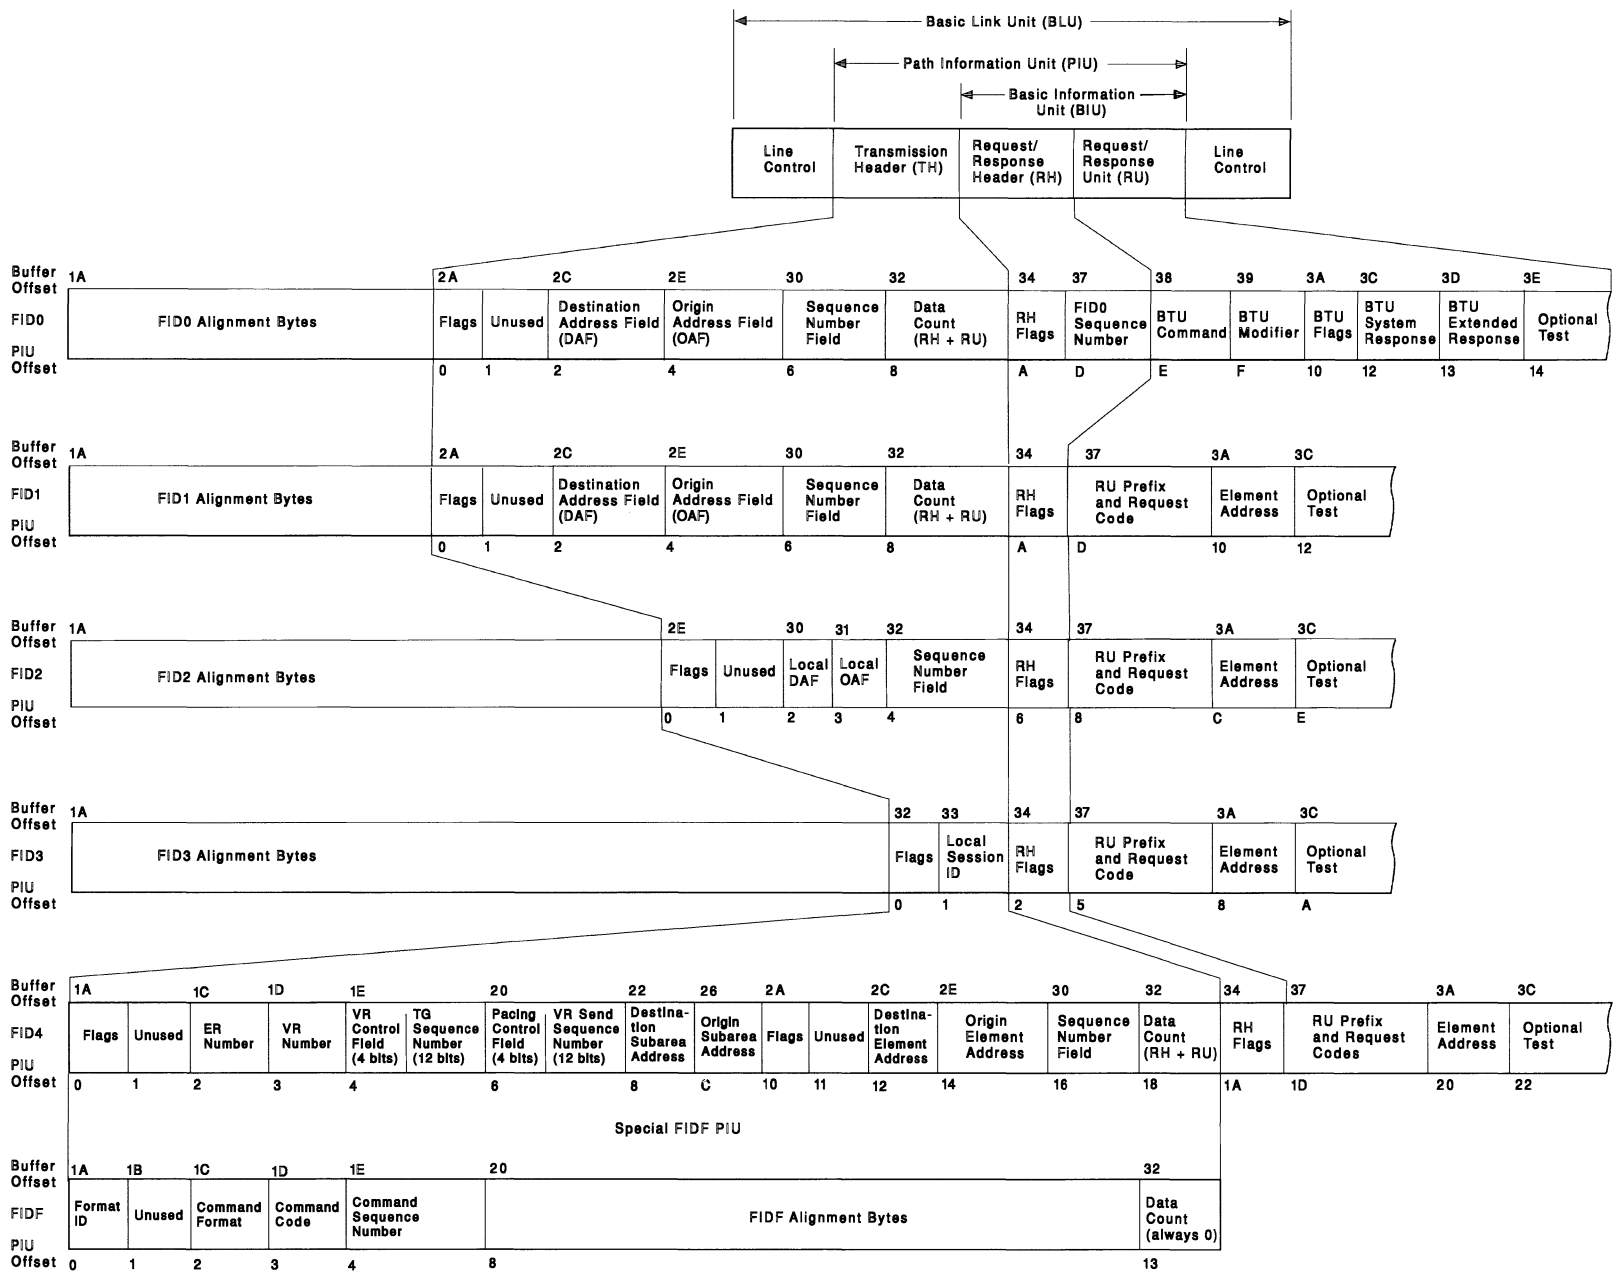 Basic Link Unit (BLU)
Path Information Unit (PIU)
Basic Information
Unit (BIU)
Line
Control
Transmission
Header (TH)
Request/
Response
Header (RH)
Request/
Response
Unit (RU)
Line
Control
Buffer
Offset
1A
2A
2C
2E
30
32
34
37
38
39
3A
3C
3D
3E
FID0
FID0 Alignment Bytes
Flags
Unused
Destination
Address Field
(DAF)
Origin
Address Field
(OAF)
Sequence
Number
Field
Data
Count
(RH + RU)
RH
Flags
FID0
Sequence
Number
BTU
Command
BTU
Modifier
BTU
Flags
BTU
System
Response
BTU
Extended
Response
Optional
Test
PIU
Offset
0
1
2
4
6
8
A
D
E
F
10
12
13
14
Buffer
Offset
1A
2A
2C
2E
30
32
34
37
3A
3C
FID1
FID1 Alignment Bytes
Flags
Unused
Destination
Address Field
(DAF)
Origin
Address Field
(OAF)
Sequence
Number
Field
Data
Count
(RH + RU)
RH
Flags
RU Prefix
and Request
Code
Element
Address
Optional
Test
PIU
Offset
0
1
2
4
6
8
A
D
10
12
Buffer
Offset
1A
2E
30
31
32
34
37
3A
3C
FID2
FID2 Alignment Bytes
Flags
Unused
Local
DAF
Local
OAF
Sequence
Number
Field
RH
Flags
RU Prefix
and Request
Code
Element
Address
Optional
Test
PIU
Offset
0
1
2
3
4
6
8
C
E
Buffer
Offset
1A
32
33
34
37
3A
3C
FID3
FID3 Alignment Bytes
Flags
Local
Session
ID
RH
Flags
RU Prefix
and Request
Code
Element
Address
Optional
Test
PIU
Offset
0
1
2
5
8
A
Buffer
Offset
1A
1C
1D
1E
20
22
26
2A
2C
2E
30
32
34
37
3A
3C
FID4
Flags
Unused
ER
Number
VR
Number
VR
Control
Field
(4 bits)
TG
Sequence
Number
(12 bits)
Pacing
Control
Field
(4 bits)
VR Send
Sequence
Number
(12 bits)
Destina-
tion
Subarea
Address
Origin
Subarea
Address
Flags
Unused
Destina-
tion
Element
Address
Origin
Element
Address
Sequence
Number
Field
Data
Count
(RH + RU)
RH
Flags
RU Prefix
and Request
Codes
Element
Address
Optional
Test
PIU
Offset
0
1
2
3
4
6
8
C
10
11
12
14
16
18
1A
1D
20
22
Special FIDF PIU
Buffer
Offset
1A
1B
1C
1D
1E
20
32
FIDF
Format
ID
Unused
Command
Format
Command
Code
Command
Sequence
Number
FIDF Alignment Bytes
Data
Count
(always 0)
PIU
Offset
0
1
2
3
4
8
13